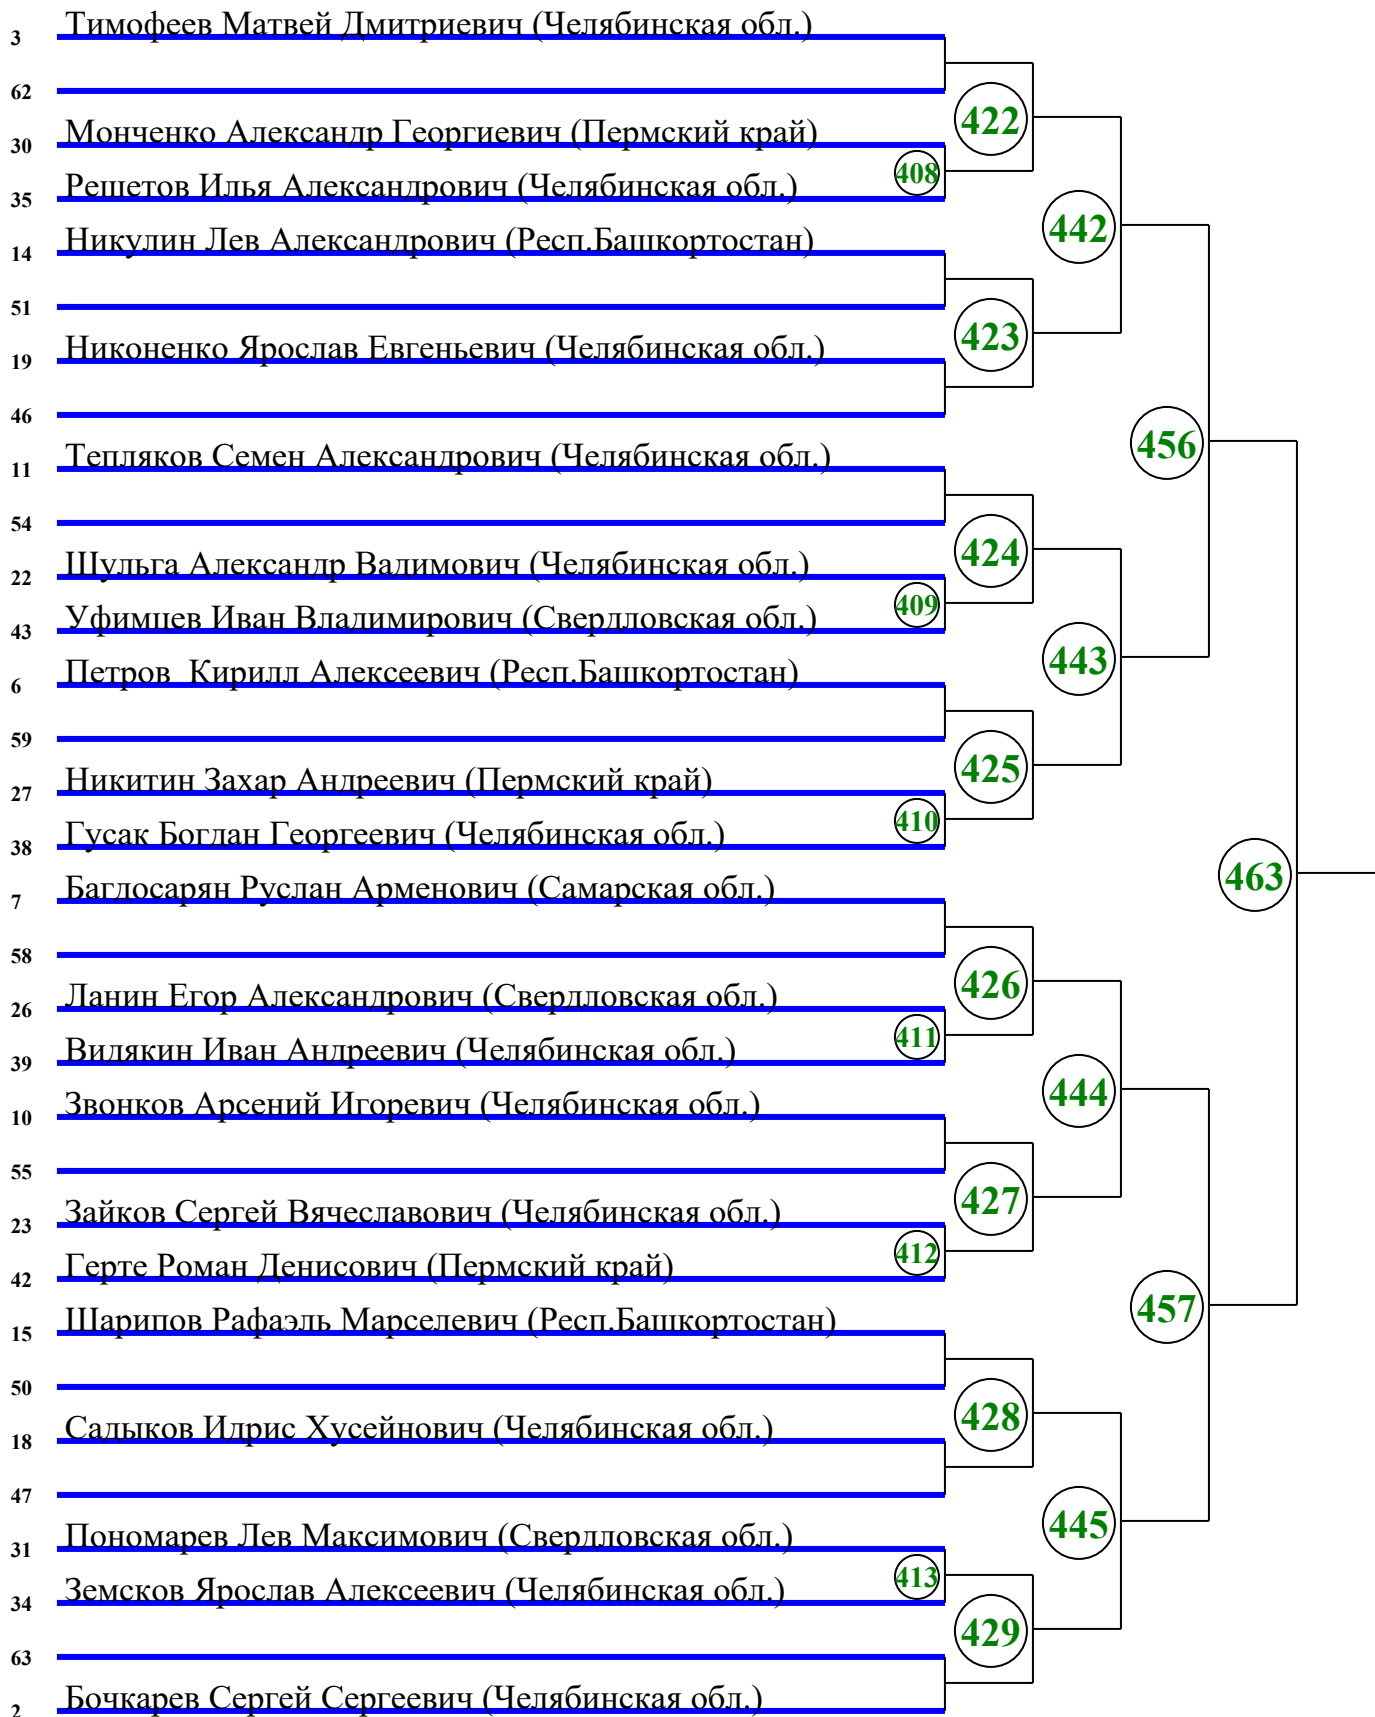 3 Тимофеев Матвей Дмитриевич (Челябинская обл.)
62
422
30 Монченко Александр Георгиевич (Пермский край)
408
35 Решетов Илья Александрович (Челябинская обл.)
442
14 Никулин Лев Александрович (Респ.Башкортостан)
51
423
19 Никоненко Ярослав Евгеньевич (Челябинская обл.)
46
456
11 Тепляков Семен Александрович (Челябинская обл.)
54
424
22 Шульга Александр Вадимович (Челябинская обл.)
409
43 Уфимцев Иван Владимирович (Свердловская обл.)
443
6 Петров  Кирилл Алексеевич (Респ.Башкортостан)
59
425
27 Никитин Захар Андреевич (Пермский край)
410
38 Гусак Богдан Георгеевич (Челябинская обл.)
463
7 Багдосарян Руслан Арменович (Самарская обл.)
58
426
26 Ланин Егор Александрович (Свердловская обл.)
411
39 Видякин Иван Андреевич (Челябинская обл.)
444
10 Звонков Арсений Игоревич (Челябинская обл.)
55
427
23 Зайков Сергей Вячеславович (Челябинская обл.)
412
42 Герте Роман Денисович (Пермский край)
457
15 Шарипов Рафаэль Марселевич (Респ.Башкортостан)
50
428
18 Садыков Идрис Хусейнович (Челябинская обл.)
47
445
31 Пономарев Лев Максимович (Свердловская обл.)
413
34 Земсков Ярослав Алексеевич (Челябинская обл.)
429
63
2 Бочкарев Сергей Сергеевич (Челябинская обл.)